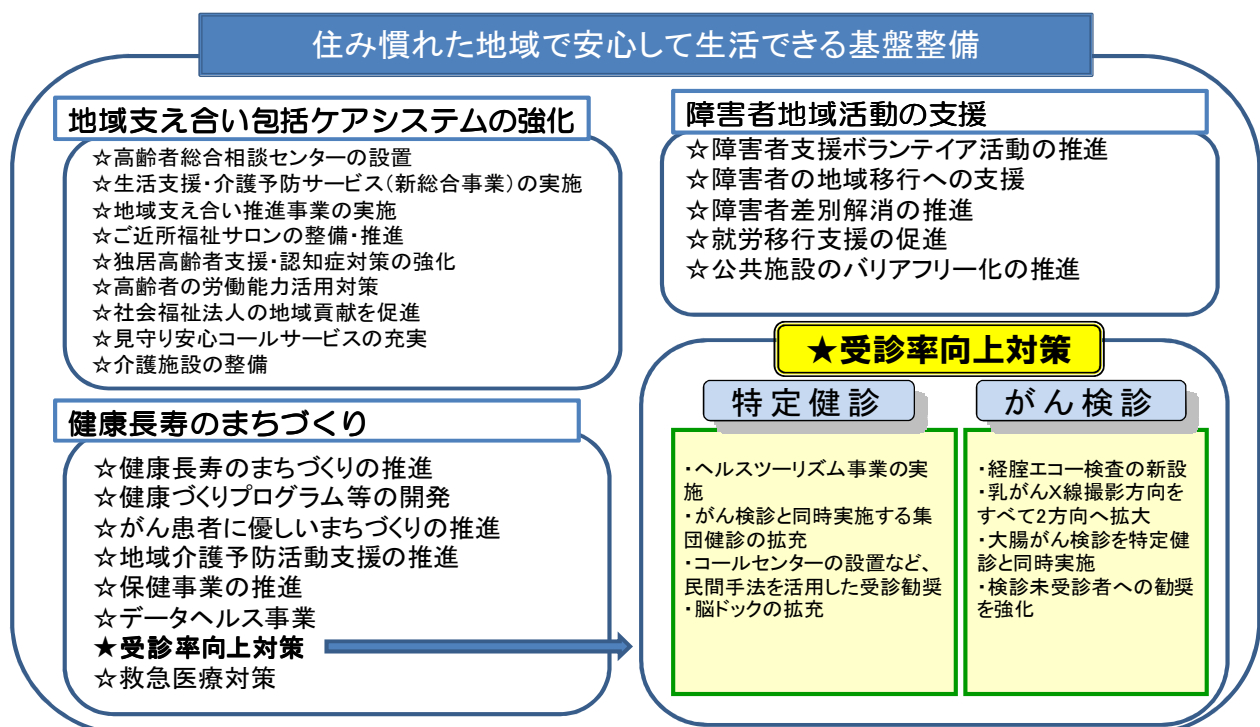 住み慣れた地域で安心して生活できる基盤整備
地域支え合い包括ケアシステムの強化
☆高齢者総合相談センターの設置
☆生活支援・介護予防サービス(新総合事業)の実施
☆地域支え合い推進事業の実施
☆ご近所福祉サロンの整備・推進
☆独居高齢者支援・認知症対策の強化
☆高齢者の労働能力活用対策
☆社会福祉法人の地域貢献を促進
☆見守り安心コールサービスの充実
☆介護施設の整備
障害者地域活動の支援
☆障害者支援ボランテイア活動の推進
☆障害者の地域移行への支援
☆障害者差別解消の推進
☆就労移行支援の促進
☆公共施設のバリアフリー化の推進
健康長寿のまちづくり
☆健康長寿のまちづくりの推進
☆健康づくりプログラム等の開発
☆がん患者に優しいまちづくりの推進
☆地域介護予防活動支援の推進
☆保健事業の推進
☆データヘルス事業
★受診率向上対策
☆救急医療対策
★受診率向上対策
特定健診
・ヘルスツーリズム事業の実
施
・がん検診と同時実施する集
団健診の拡充
・コールセンターの設置など、
民間手法を活用した受診勧奨
・脳ドックの拡充
がん検診
・経腟エコー検査の新設
・乳がんX線撮影方向を
すべて2方向へ拡大
・大腸がん検診を特定健
診と同時実施
・検診未受診者への勧奨
を強化